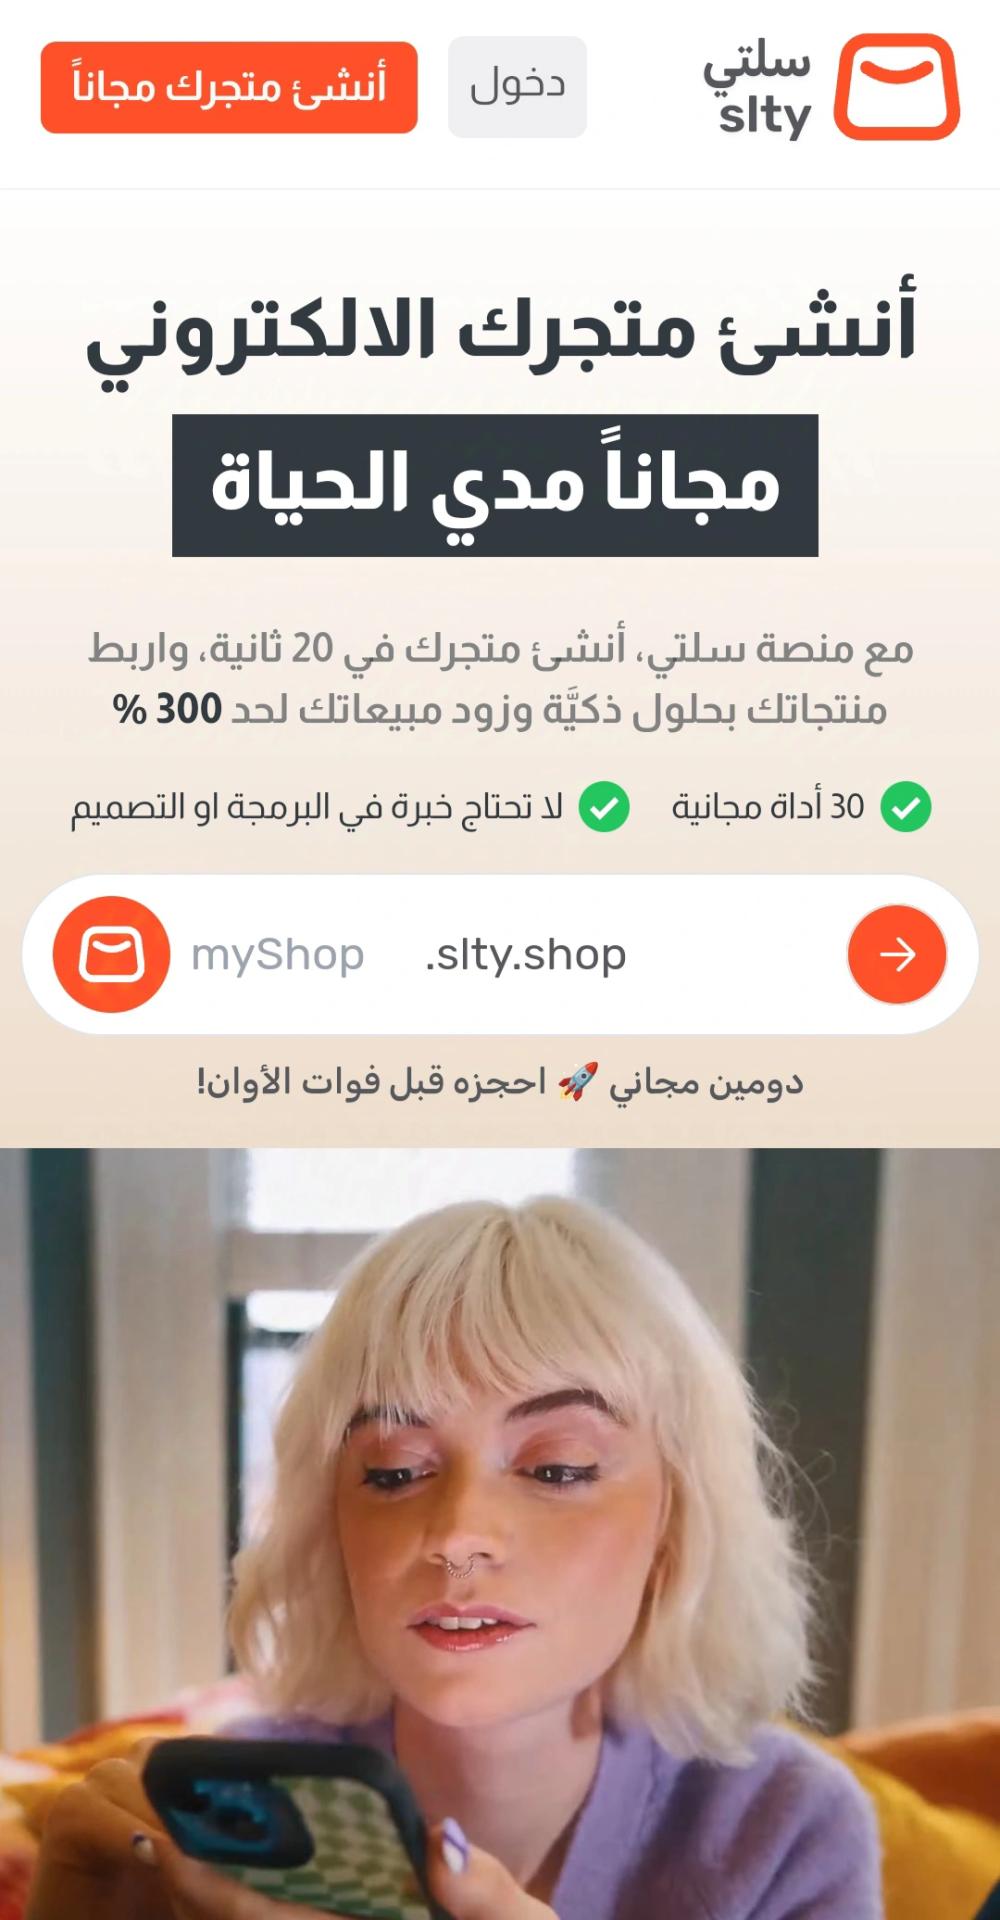 سلتي
slty
دخول
أنشئ متجرك مجاناً
أنشئ متجرك الالكتروني
مجاناً مدي الحياة
مع منصة سلتي، أنشئ متجرك في 20 ثانية، واربط
منتجاتك بحلول ذكيَّة وزود مبيعاتك لحد 300 %
30 أداة مجانية
لا تحتاج خبرة في البرمجة او التصميم
myShop .slty.shop
دومين مجاني 🚀 احجزه قبل فوات الأوان!